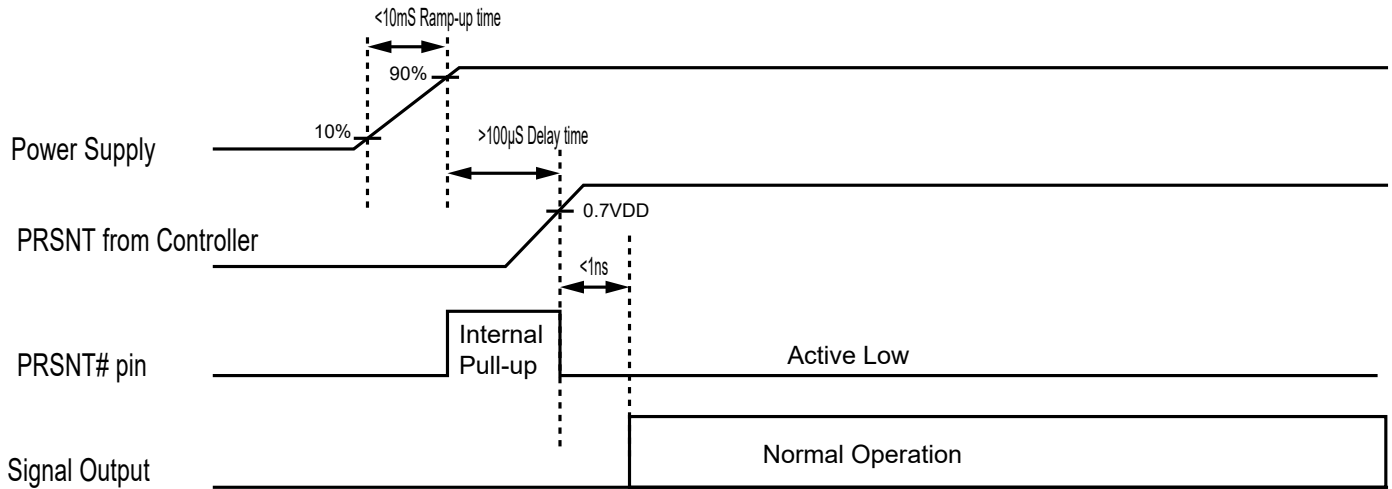 <10mS Ramp-up time
90%
10%
>100µS Delay time
Power Supply
0.7VDD
PRSNT from Controller
<1ns
Internal
Pull-up
PRSNT# pin
Active Low
Normal Operation
Signal Output